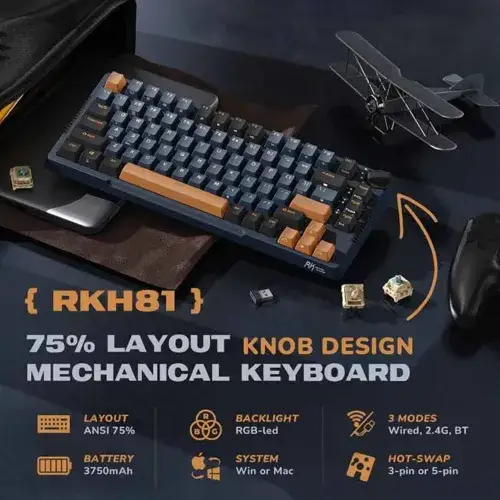 RK
{ RKH81 }
75% LAYOUT KNOB DESIGN
MECHANICAL KEYBOARD
LAYOUT
ANSI 75%
R
B G
BACKLIGHT
RGB-led
3 MODES
Wired, 2.4G, BT
BATTERY
3750mAh
SYSTEM
Win or Mac
HOT-SWAP
3-pin or 5-pin